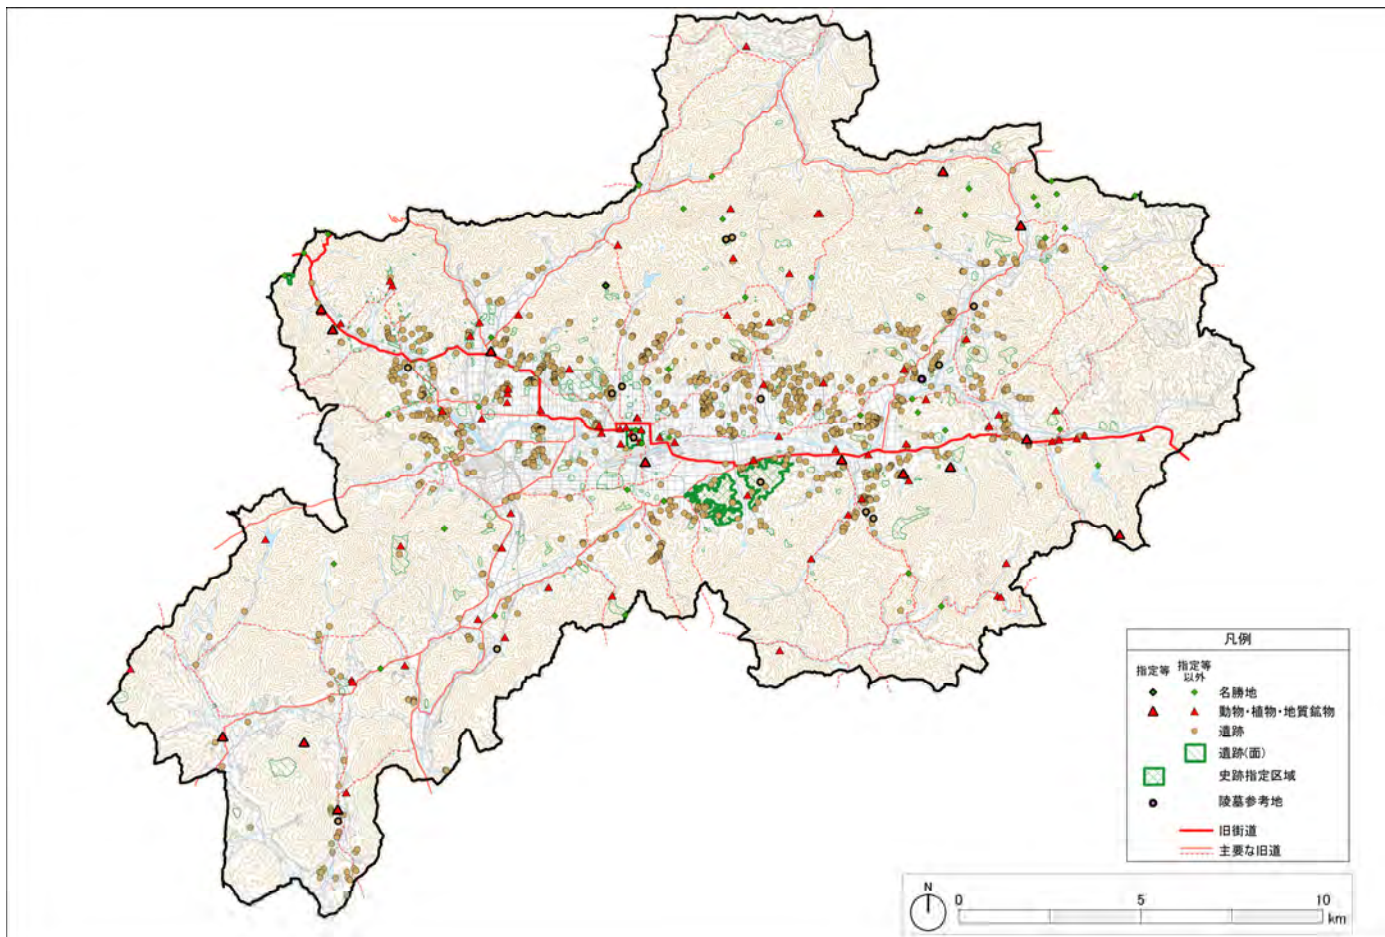 凡例
指定等 指定等以外
名勝地
動物・植物・地質鉱物
遺跡
遺跡(面)
史跡指定区域
陵墓参考地
旧街道
主要な旧道
N
0 5 10
km